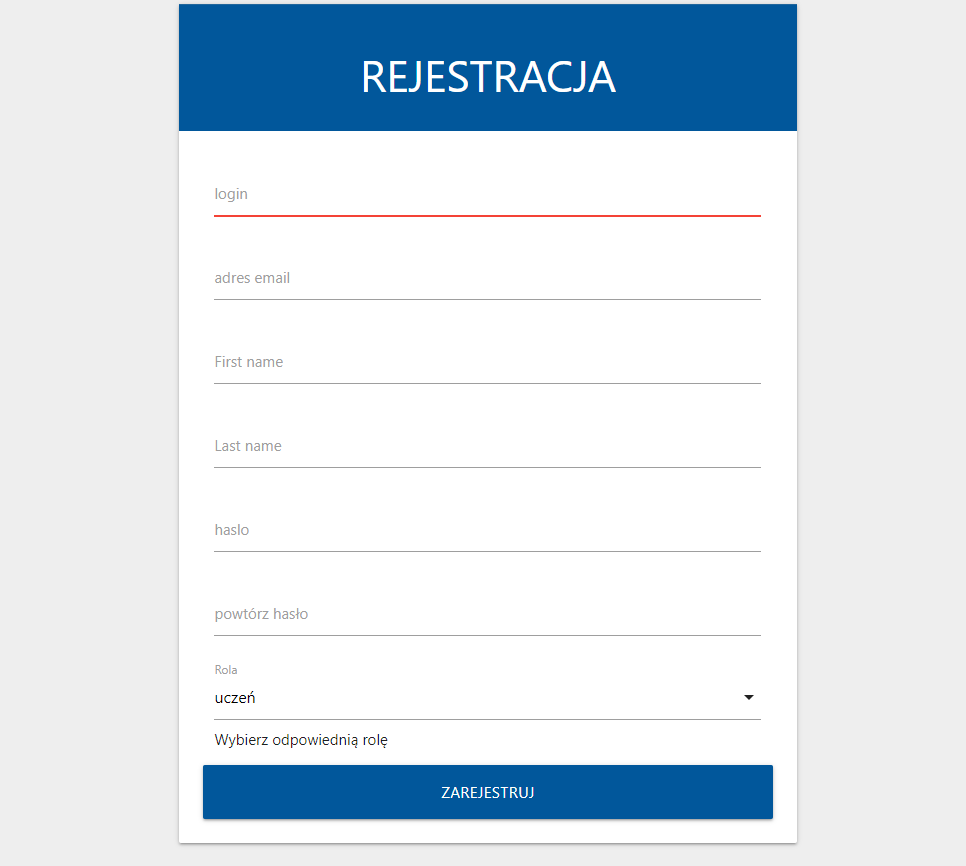 REJESTRACJA
login
adres email
First name
Last name
haslo
powtórz hasło
Rola
uczeń
Wybierz odpowiednią rolę
ZAREJESTRUJ